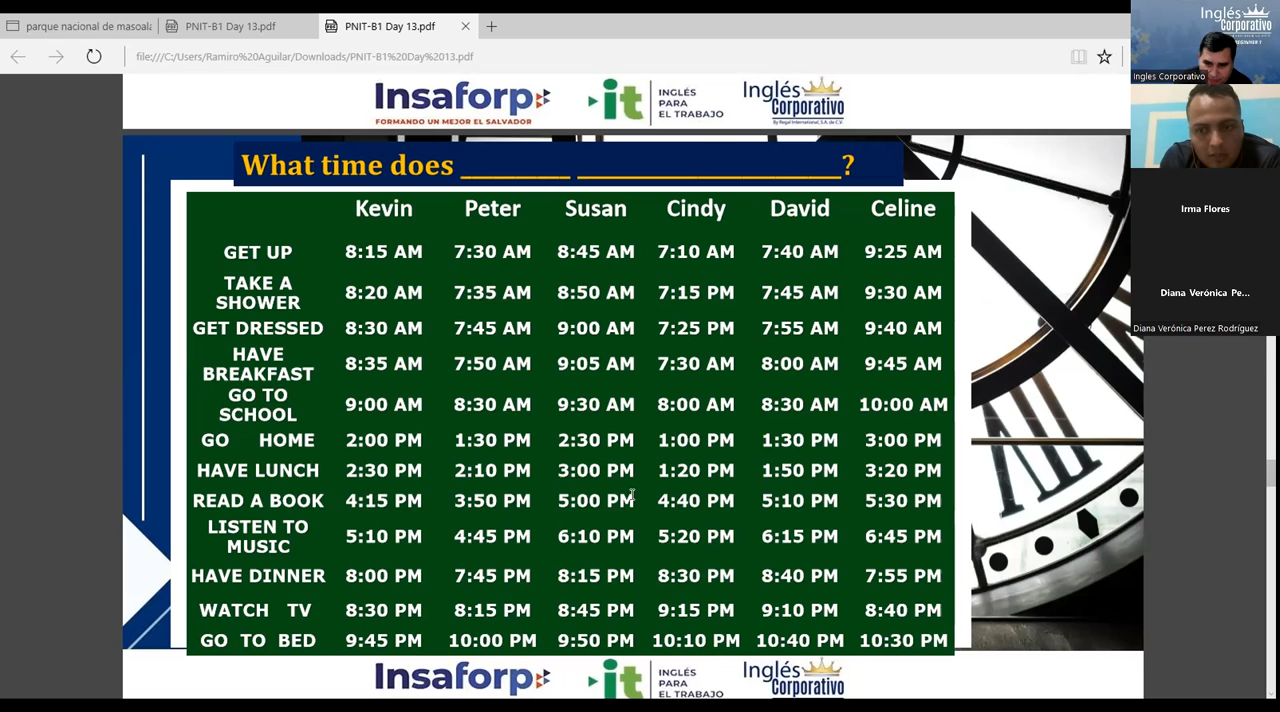 parque nacional de masoal
PNIT-B1 Day 13.pdf
PNIT-B1 Day 13.pdf
file:///C:/Users/Ramiro%20Aguilar/Downloads/PNIT-B1%20Day%2013.pdf
Insaforp
FORMANDO UN MEJOR EL SALVADOR
it
INGLÉS
PARA
EL TRABAJO
Inglés
Corporativo
By Regal International, S.A. de C.V.
What time does __________ ________________________?
Kevin Peter Susan Cindy David Celine
GET UP 8:15 AM 7:30 AM 8:45 AM 7:10 AM 7:40 AM 9:25 AM
TAKE A
SHOWER 8:20 AM 7:35 AM 8:50 AM 7:15 PM 7:45 AM 9:30 AM
GET DRESSED 8:30 AM 7:45 AM 9:00 AM 7:25 PM 7:55 AM 9:40 AM
HAVE
BREAKFAST 8:35 AM 7:50 AM 9:05 AM 7:30 AM 8:00 AM 9:45 AM
GO TO
SCHOOL 9:00 AM 8:30 AM 9:30 AM 8:00 AM 8:30 AM 10:00 AM
GO HOME 2:00 PM 1:30 PM 2:30 PM 1:00 PM 1:30 PM 3:00 PM
HAVE LUNCH 2:30 PM 2:10 PM 3:00 PM 1:20 PM 1:50 PM 3:20 PM
READ A BOOK 4:15 PM 3:50 PM 5:00 PM 4:40 PM 5:10 PM 5:30 PM
LISTEN TO
MUSIC 5:10 PM 4:45 PM 6:10 PM 5:20 PM 6:15 PM 6:45 PM
HAVE DINNER 8:00 PM 7:45 PM 8:15 PM 8:30 PM 8:40 PM 7:55 PM
WATCH TV 8:30 PM 8:15 PM 8:45 PM 9:15 PM 9:10 PM 8:40 PM
GO TO BED 9:45 PM 10:00 PM 9:50 PM 10:10 PM 10:40 PM 10:30 PM
Insaforp
it
INGLÉS
PARA
EL TRABAJO
Inglés
Corporativo
Inglés
Corporativo
BEGINNER 1
Ingles Corporativo
Irma Flores
Diana Verónica Pe...
Diana Verónica Perez Rodríguez